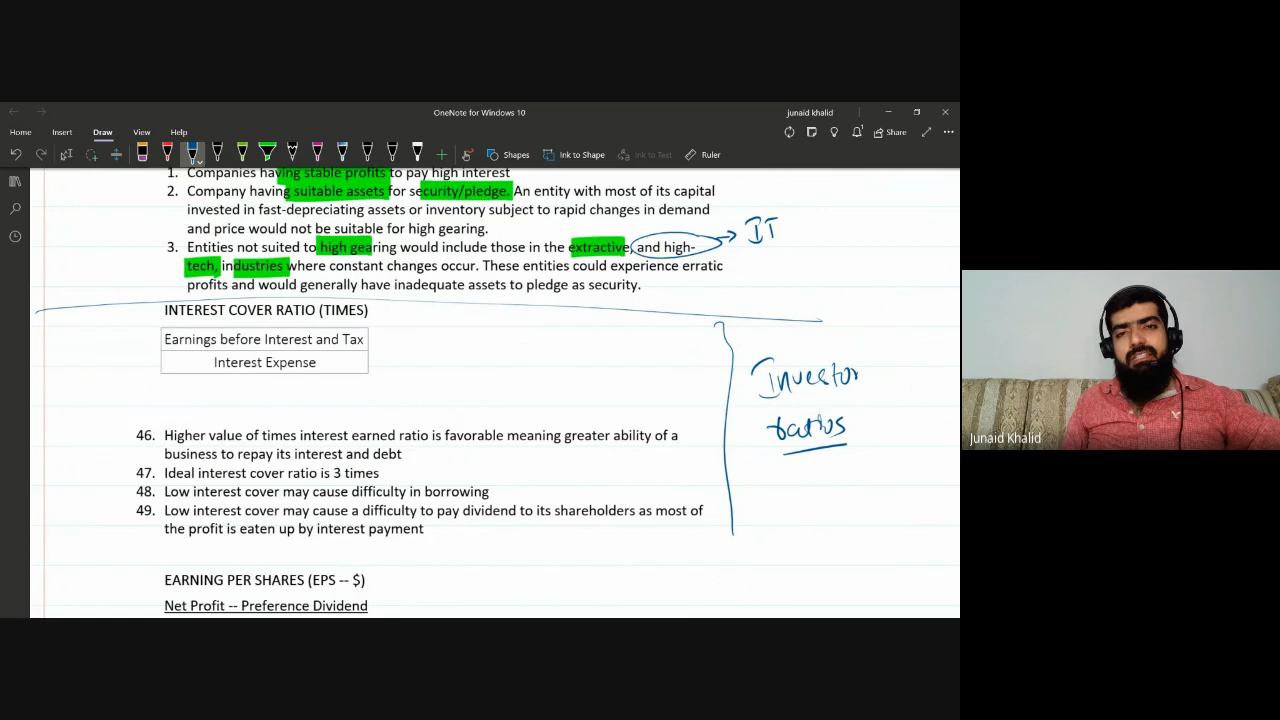 OneNote for Windows 10
junaid khalid
Home Insert Draw View Help
Share
Shapes Ink to Shape Ink to Text Ruler
1. Companies having stable profits to pay high interest
2. Company having suitable assets for security/pledge. An entity with most of its capital
invested in fast-depreciating assets or inventory subject to rapid changes in demand
and price would not be suitable for high gearing.
3. Entities not suited to high gearing would include those in the extractive, and high-
tech, industries where constant changes occur. These entities could experience erratic
profits and would generally have inadequate assets to pledge as security.
IT
INTEREST COVER RATIO (TIMES)
Earnings before Interest and Tax
Interest Expense
Investor
ratios
46. Higher value of times interest earned ratio is favorable meaning greater ability of a
business to repay its interest and debt
47. Ideal interest cover ratio is 3 times
48. Low interest cover may cause difficulty in borrowing
49. Low interest cover may cause a difficulty to pay dividend to its shareholders as most of
the profit is eaten up by interest payment
EARNING PER SHARES (EPS -- $)
Net Profit -- Preference Dividend
Junaid Khalid